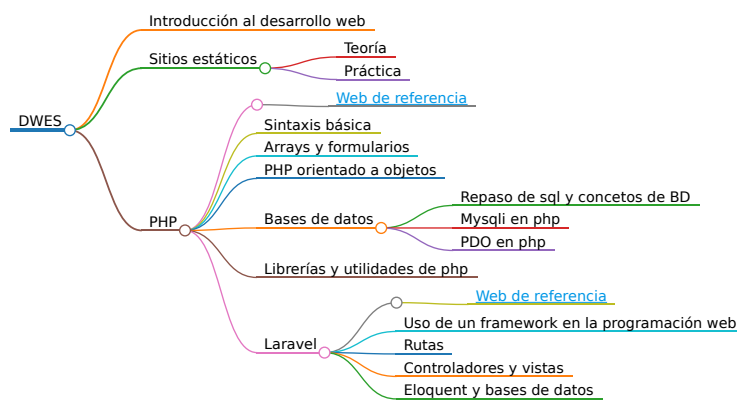 Introducción al desarrollo web
Sitios estáticos
Teoría
Práctica
DWES
Web de referencia
Sintaxis básica
Arrays y formularios
PHP orientado a objetos
PHP
Bases de datos
Repaso de sql y concetos de BD
Mysqli en php
PDO en php
Librerías y utilidades de php
Laravel
Web de referencia
Uso de un framework en la programación web
Rutas
Controladores y vistas
Eloquent y bases de datos